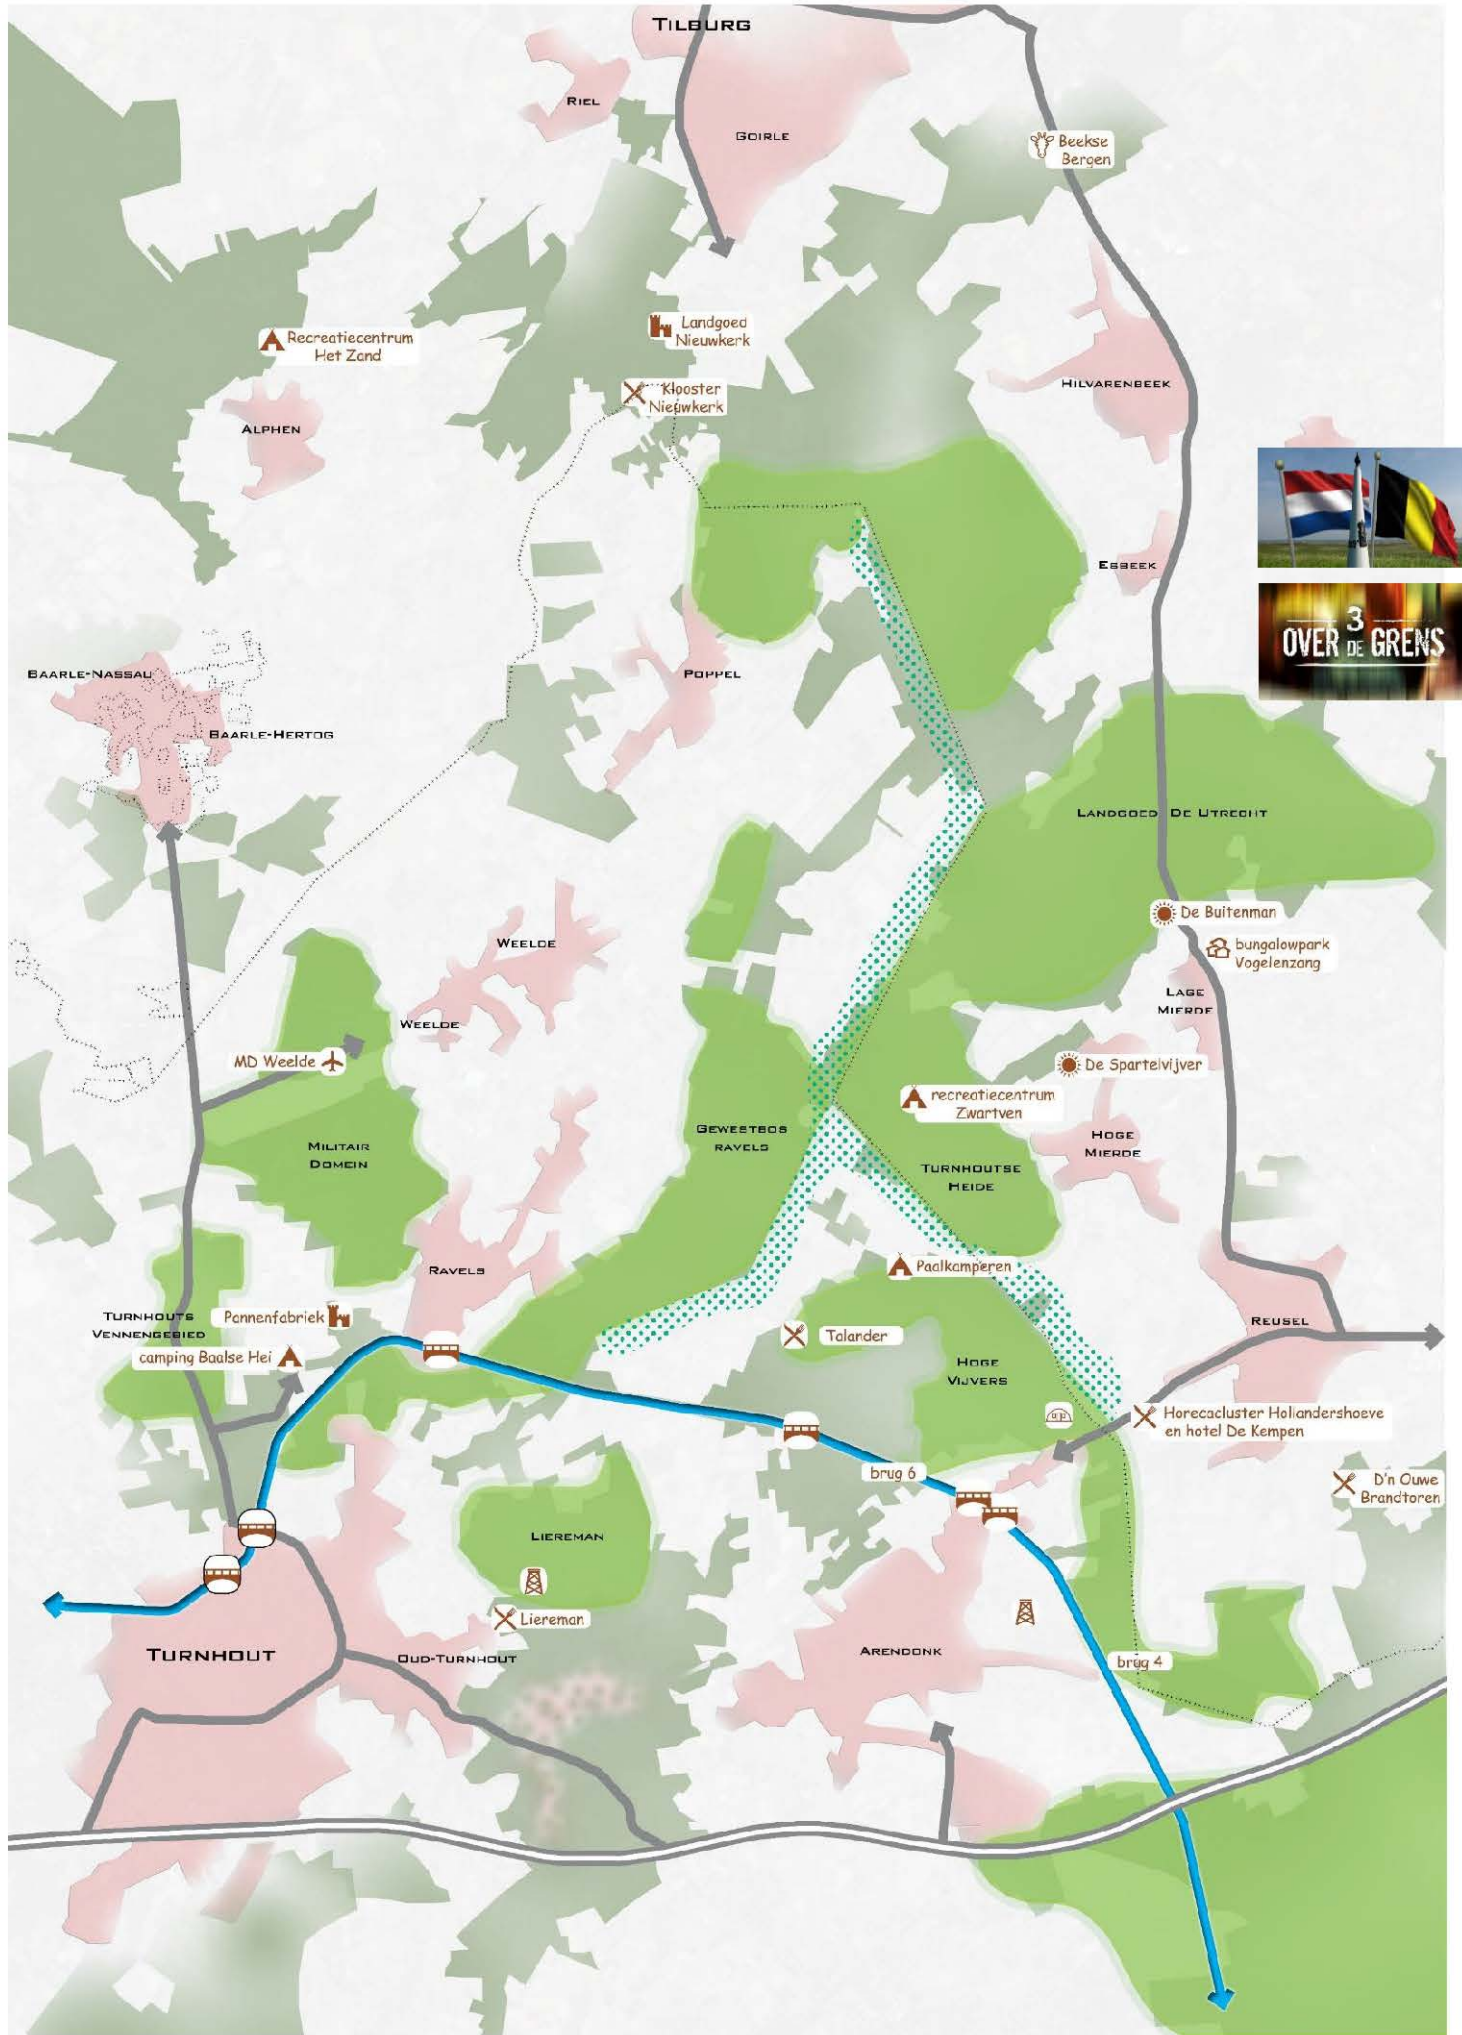 TILBURG
RIEL
GOIRLE
Beekse
Bergen
Landgoed
Nieuwkerk
Recreatiecentrum
Het Zand
Klooster
Nieuwkerk
HILVARENBEEK
ALPHEN
ESBEEK
3
OVER DE GRENS
BAARLE-NASSAU
POPPEL
BAARLE-HERTOG
LANDGOED DE UTRECHT
De Buitenman
WEELDE
bungalowpark
Vogelenzang
LAGE
MIERDE
WEELDE
MD Weelde
De Spartelvijver
recreatiecentrum
Zwartven
GEWESTBOS
RAVELS
HOGE
MIERDE
MILITAIR
DOMEIN
TURNHOUTSE
HEIDE
RAVELS
Paalkamperen
TURNHOUTS
VENNENGEBIED
Pannenfabriek
REUSEL
Talander
camping Baalse Hei
HOGE
VIJVERS
Horecacluster Hollandershoeve
en hotel De Kempen
brug 6
D'n Ouwe
Brandtoren
LIEREMAN
Liereman
TURNHOUT
OUD-TURNHOUT
ARENDONK
brug 4